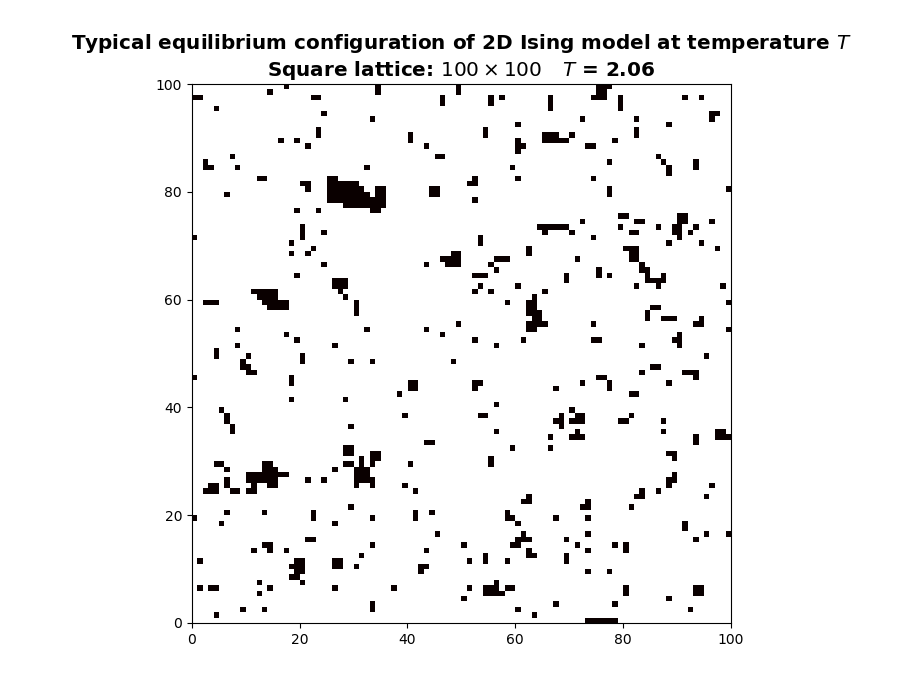 Typical equilibrium configuration of 2D Ising model at temperature T
Square lattice: 100 × 100 T = 2.06
100
80
60
40
20
0
0 20 40 60 80 100